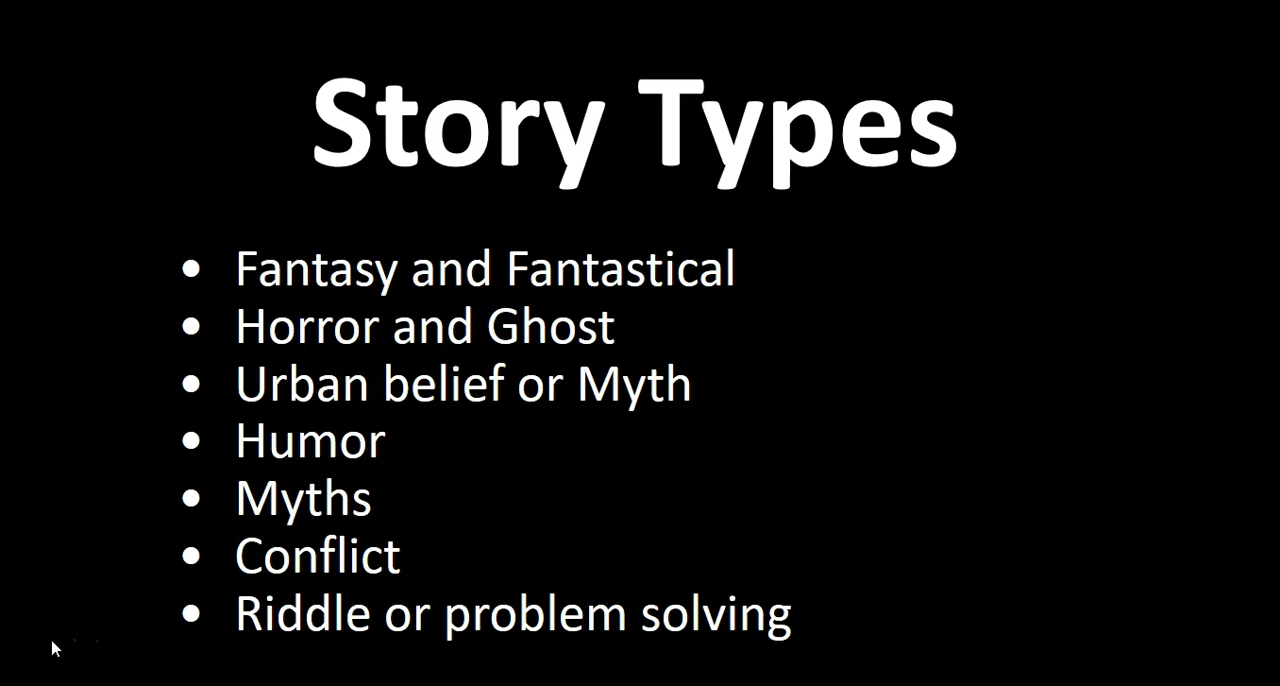 Story Types
• Fantasy and Fantastical
• Horror and Ghost
• Urban belief or Myth
• Humor
• Myths
• Conflict
• Riddle or problem solving